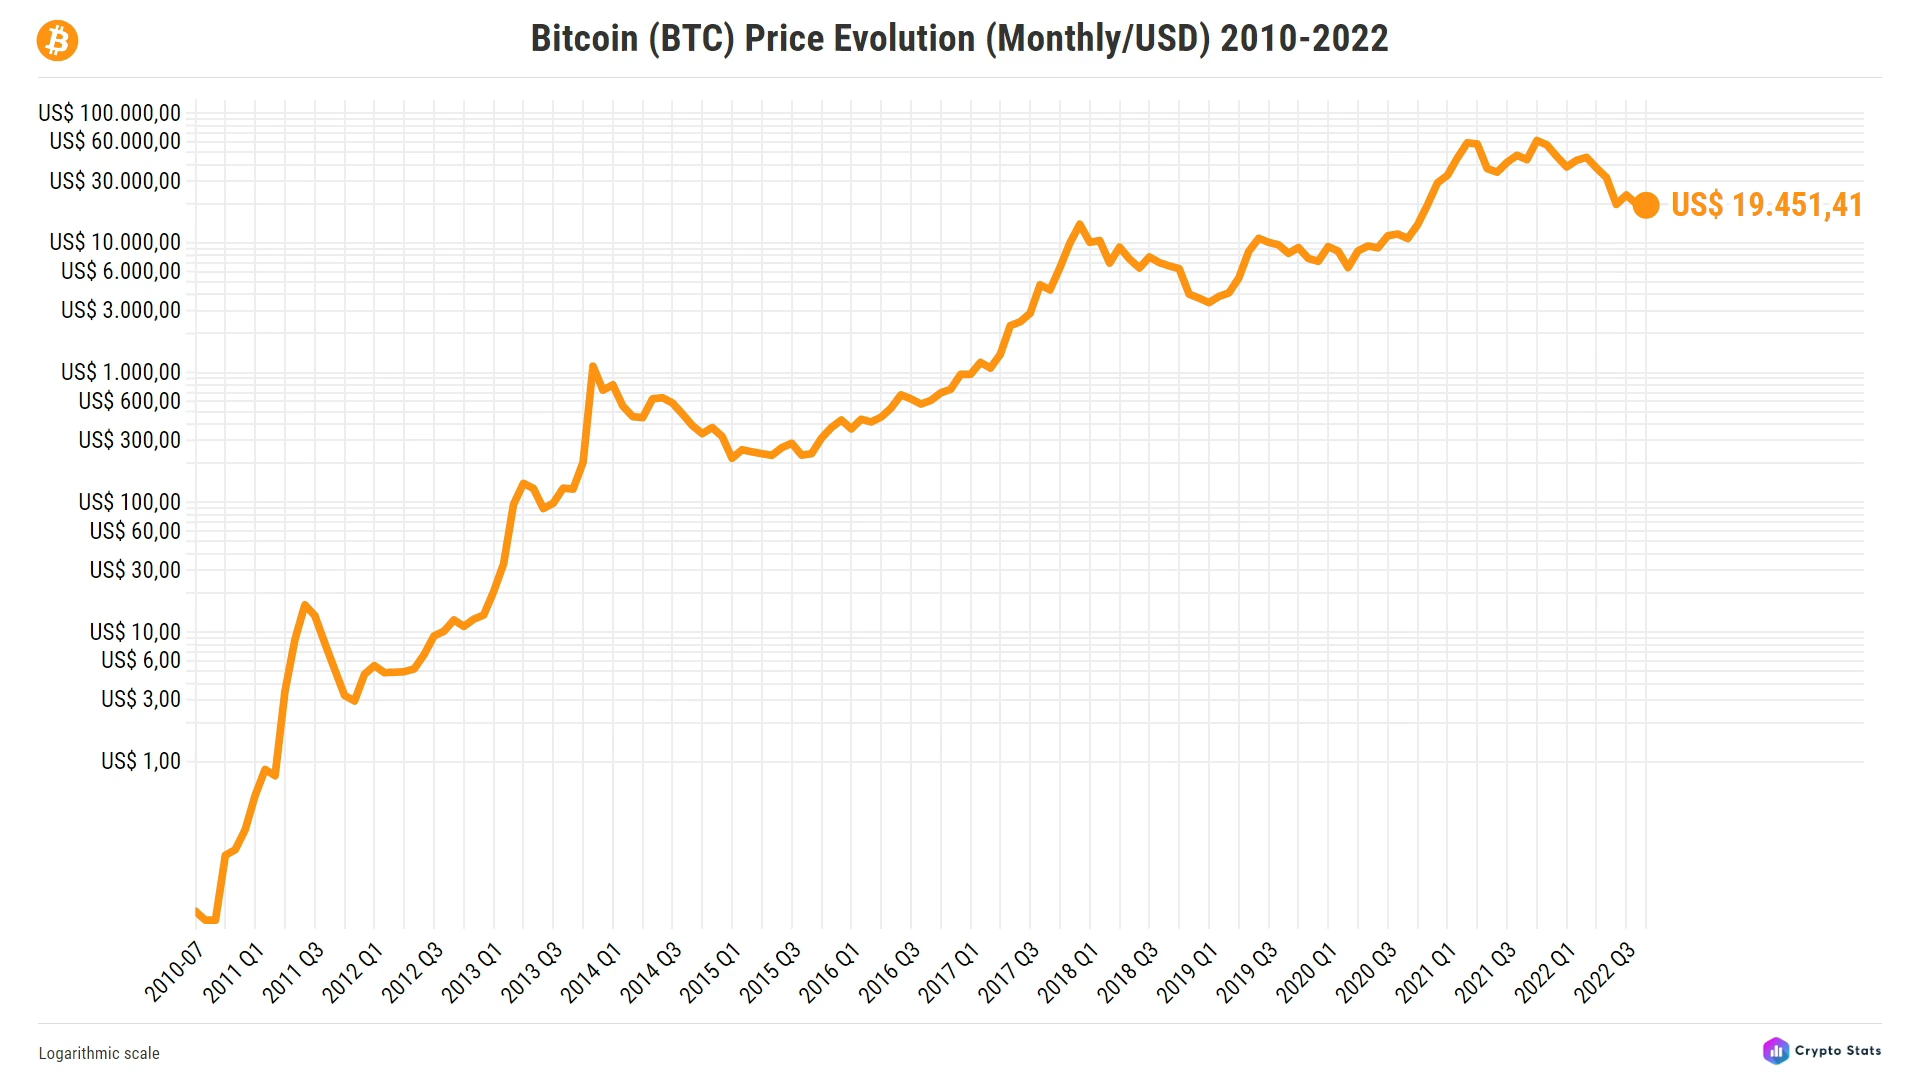 Bitcoin (BTC) Price Evolution (Monthly/USD) 2010-2022
US$ 100.000,00
US$ 60.000,00
US$ 30.000,00
US$ 10.000,00
US$ 6.000,00
US$ 3.000,00
US$ 1.000,00
US$ 600,00
US$ 300,00
US$ 100,00
US$ 60,00
US$ 30,00
US$ 10,00
US$ 6,00
US$ 3,00
US$ 1,00
US$ 19.451,41
2010-07
2011 Q1
2011 Q3
2012 Q1
2012 Q3
2013 Q1
2013 Q3
2014 Q1
2014 Q3
2015 Q1
2015 Q3
2016 Q1
2016 Q3
2017 Q1
2017 Q3
2018 Q1
2018 Q3
2019 Q1
2019 Q3
2020 Q1
2020 Q3
2021 Q1
2021 Q3
2022 Q1
2022 Q3
Logarithmic scale
Crypto Stats